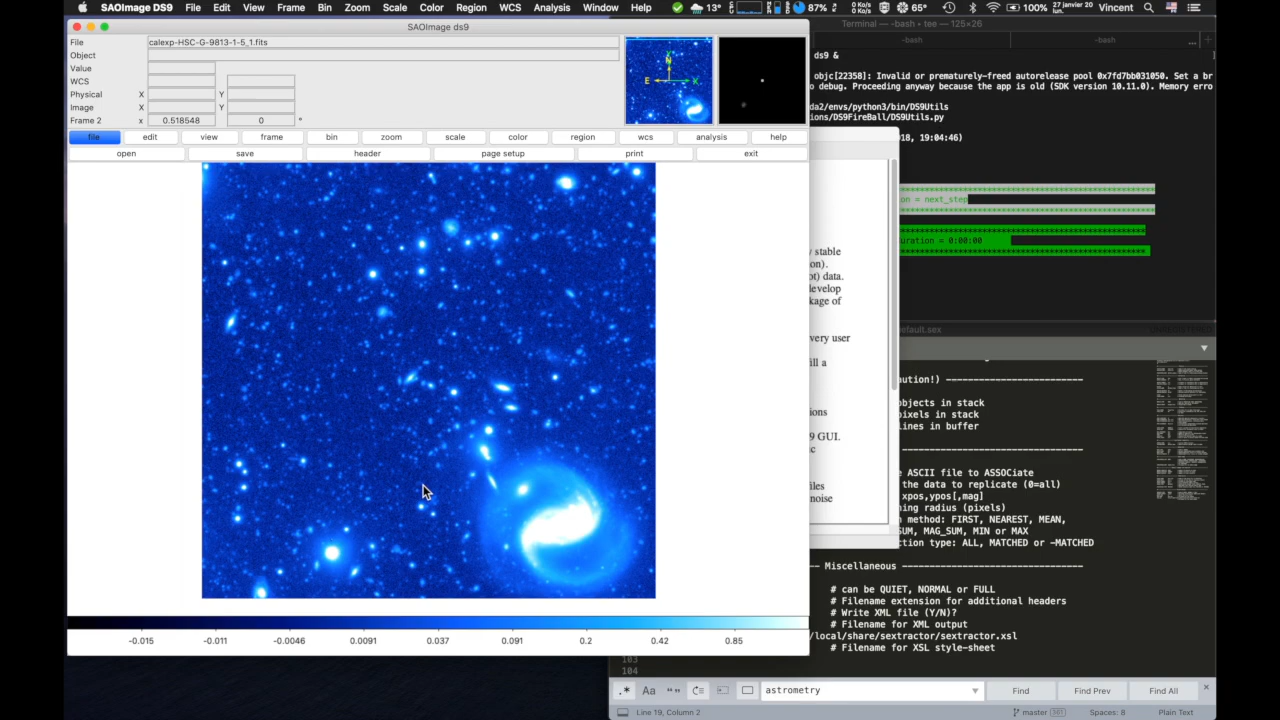 SAOImage DS9 File Edit View Frame Bin Zoom Scale Color Region WCS Analysis Window Help 13° 87% 0 Ko/s 0 Ko/s 65° 100% 27 janvier 20 lun. Vincent
SAOImage ds9
File calexp-HSC-G-9813-1-5_1.fits
Object
Value
WCS
Physical X Y
Image X Y
Frame 2 x 0.518548 0 °
N
E
X
file edit view frame bin zoom scale color region wcs analysis help
open save header page setup print exit
-0.015 -0.011 -0.0046 0.0091 0.037 0.091 0.2 0.42 0.85
Terminal — -bash ▸ tee — 125×26
-bash -bash
ds9 &
objc[22358]: Invalid or prematurely-freed autorelease pool 0x7fd7bb031050. Set a br
o debug. Proceeding anyway because the app is old (SDK version 10.11.0). Memory erro
da2/envs/python3/bin/DS9Utils
ions/DS9FireBall/DS9Utils.py
018, 19:04:46)
on = next_step
uration = 0:00:00
y stable
on).
ot) data.
develop
kage of
very user
ill a
ions
9 GUI.
c
iles
noise
default.sex
UNREGISTERED
aution!) -----------------------
objects in stack
pixels in stack
lines in buffer
e ASCII file to ASSOCiate
the data to replicate (0=all)
xpos,ypos[,mag]
hing radius (pixels)
n method: FIRST, NEAREST, MEAN,
SUM, MAG_SUM, MIN or MAX
ction type: ALL, MATCHED or -MATCHED
-- Miscellaneous ---------------------------
# can be QUIET, NORMAL or FULL
# Filename extension for additional headers
# Write XML file (Y/N)?
# Filename for XML output
/local/share/sextractor/sextractor.xsl
# Filename for XSL style-sheet
103
104
.* Aa “” astrometry Find Find Prev Find All
Line 19, Column 2 master Spaces: 8 Plain Text